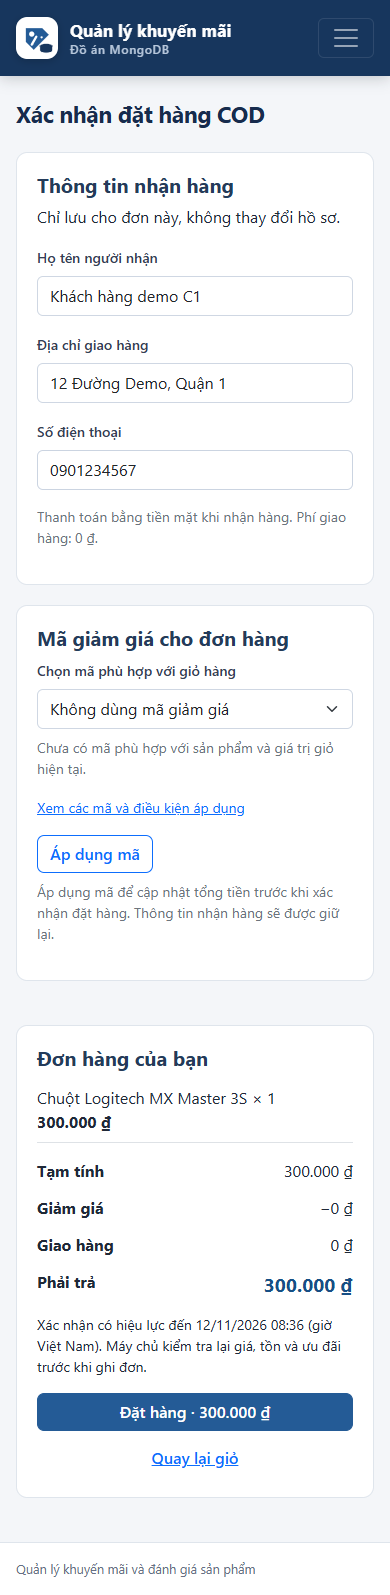 Quản lý khuyến mãi
Đồ án MongoDB
Xác nhận đặt hàng COD
Thông tin nhận hàng
Chỉ lưu cho đơn này, không thay đổi hồ sơ.
Họ tên người nhận
Khách hàng demo C1
Địa chỉ giao hàng
12 Đường Demo, Quận 1
Số điện thoại
0901234567
Thanh toán bằng tiền mặt khi nhận hàng. Phí giao
hàng: 0 ₫.
Mã giảm giá cho đơn hàng
Chọn mã phù hợp với giỏ hàng
Không dùng mã giảm giá
Chưa có mã phù hợp với sản phẩm và giá trị giỏ
hiện tại.
Xem các mã và điều kiện áp dụng
Áp dụng mã
Áp dụng mã để cập nhật tổng tiền trước khi xác
nhận đặt hàng. Thông tin nhận hàng sẽ được giữ
lại.
Đơn hàng của bạn
Chuột Logitech MX Master 3S × 1
300.000 ₫
Tạm tính 300.000 ₫
Giảm giá −0 ₫
Giao hàng 0 ₫
Phải trả 300.000 ₫
Xác nhận có hiệu lực đến 12/11/2026 08:36 (giờ
Việt Nam). Máy chủ kiểm tra lại giá, tồn và ưu đãi
trước khi ghi đơn.
Đặt hàng · 300.000 ₫
Quay lại giỏ
Quản lý khuyến mãi và đánh giá sản phẩm